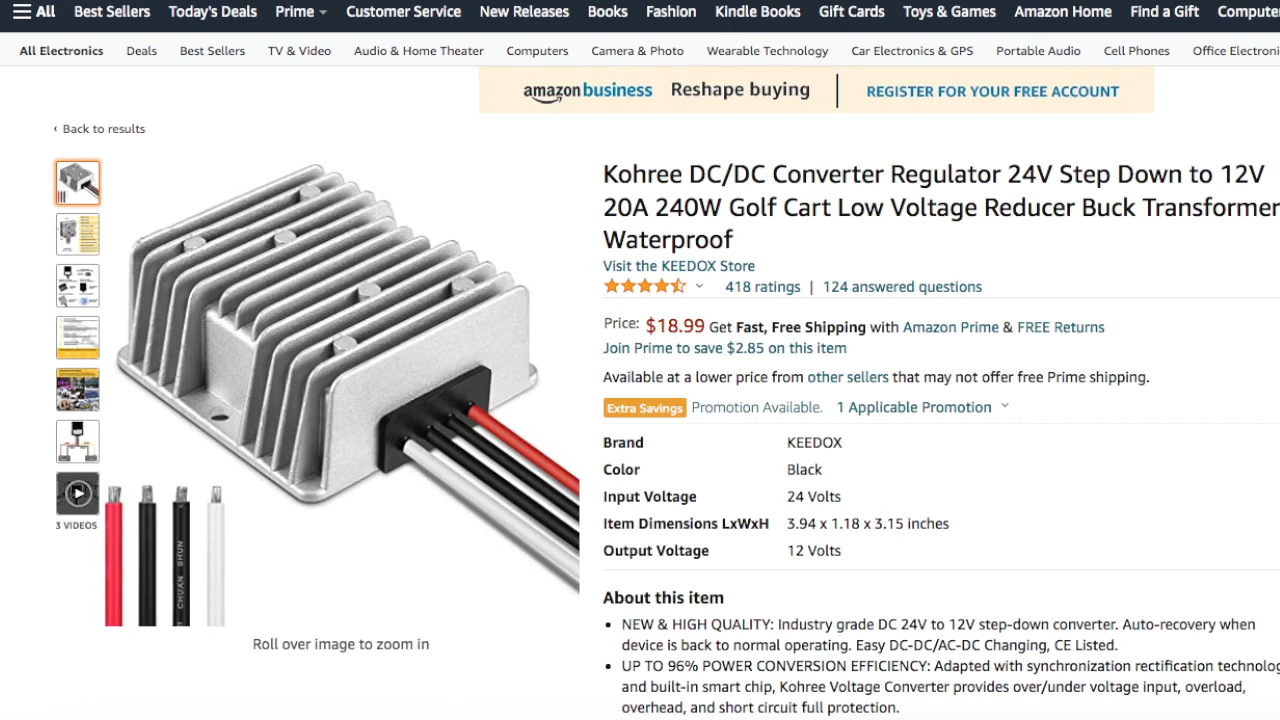 All Best Sellers Today's Deals Prime Customer Service New Releases Books Fashion Kindle Books Gift Cards Toys & Games Amazon Home Find a Gift Compute
All Electronics Deals Best Sellers TV & Video Audio & Home Theater Computers Camera & Photo Wearable Technology Car Electronics & GPS Portable Audio Cell Phones Office Electroni
amazon business Reshape buying | REGISTER FOR YOUR FREE ACCOUNT
‹ Back to results
Kohree DC/DC Converter Regulator 24V Step Down to 12V
20A 240W Golf Cart Low Voltage Reducer Buck Transformer
Waterproof
Visit the KEEDOX Store
418 ratings | 124 answered questions
Price: $18.99 Get Fast, Free Shipping with Amazon Prime & FREE Returns
Join Prime to save $2.85 on this item
Available at a lower price from other sellers that may not offer free Prime shipping.
Extra Savings Promotion Available. 1 Applicable Promotion
Brand KEEDOX
Color Black
Input Voltage 24 Volts
Item Dimensions LxWxH 3.94 x 1.18 x 3.15 inches
Output Voltage 12 Volts
About this item
• NEW & HIGH QUALITY: Industry grade DC 24V to 12V step-down converter. Auto-recovery when
device is back to normal operating. Easy DC-DC/AC-DC Changing, CE Listed.
• UP TO 96% POWER CONVERSION EFFICIENCY: Adapted with synchronization rectification technolog
and built-in smart chip, Kohree Voltage Converter provides over/under voltage input, overload,
overhead, and short circuit full protection.
3 VIDEOS
CHUAN SHUN
Roll over image to zoom in